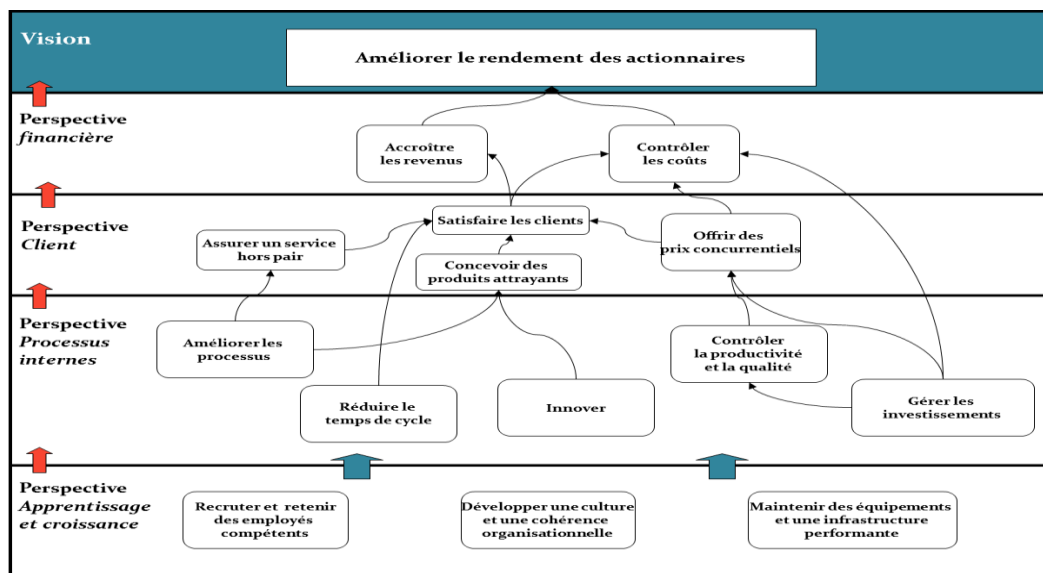 Vision
Améliorer le rendement des actionnaires
Perspective
financière
Accroître
les revenus
Contrôler
les coûts
Perspective
Client
Satisfaire les clients
Assurer un service
hors pair
Concevoir des
produits attrayants
Offrir des
prix concurrentiels
Perspective
Processus
internes
Améliorer les
processus
Contrôler
la productivité
et la qualité
Réduire le
temps de cycle
Innover
Gérer les
investissements
Perspective
Apprentissage
et croissance
Recruter et retenir
des employés
compétents
Développer une culture
et une cohérence
organisationnelle
Maintenir des équipements
et une infrastructure
performante